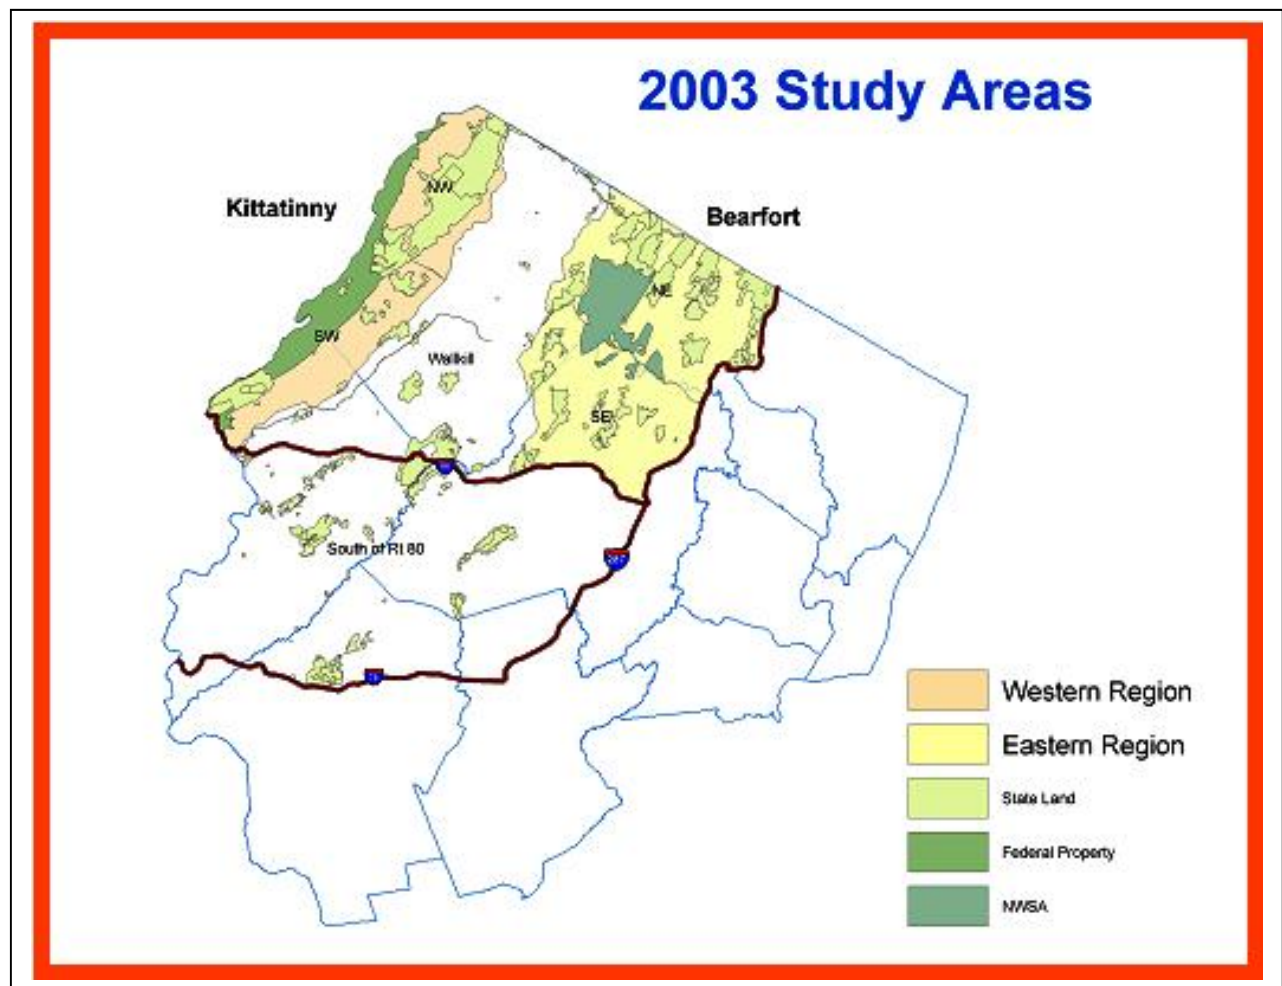 2003 Study Areas
Kittatinny
NW
Bearfort
NE
SW
Wallkill
SE
South of Rt 80
Western Region
Eastern Region
State Land
Federal Property
NWSA